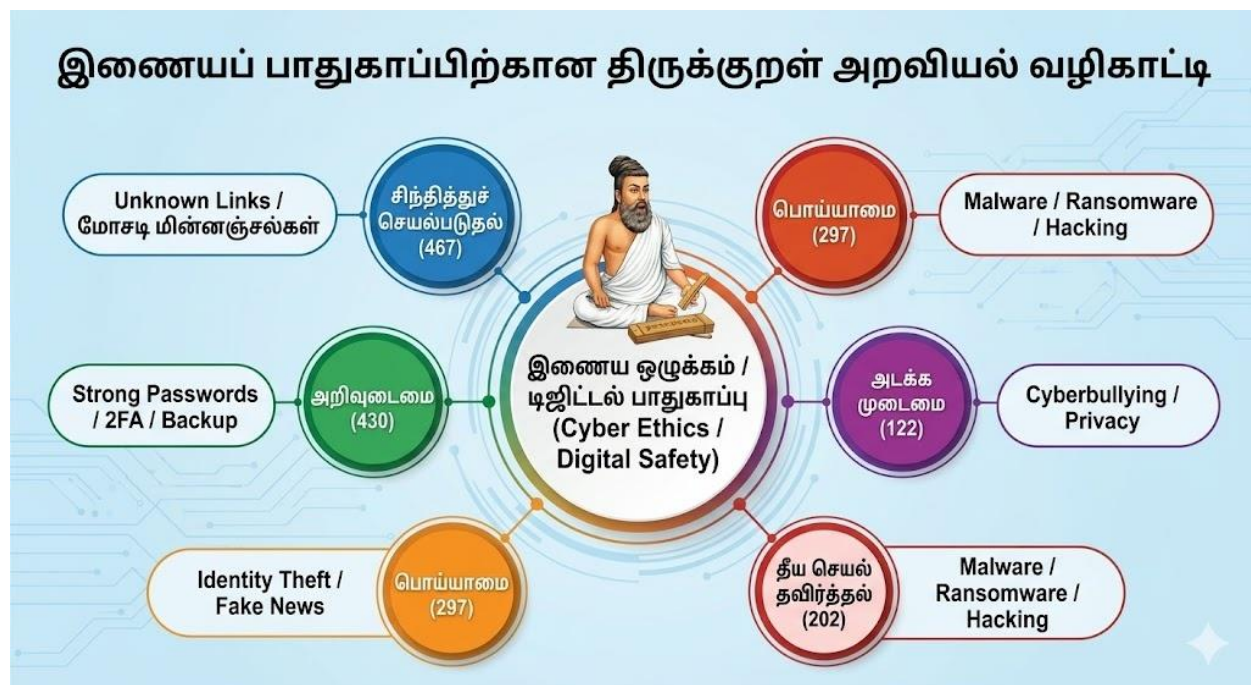 இணையப் பாதுகாப்பிற்கான திருக்குறள் அறவியல் வழிகாட்டி
Unknown Links /
மோசடி மின்னஞ்சல்கள்
சிந்தித்துச்
செயல்படுதல்
(467)
பொய்யாமை
(297)
Malware / Ransomware
/ Hacking
Strong Passwords
/ 2FA / Backup
அறிவுடைமை
(430)
இணைய ஒழுக்கம் /
டிஜிட்டல் பாதுகாப்பு
(Cyber Ethics /
Digital Safety)
அடக்க
முடைமை
(122)
Cyberbullying /
Privacy
Identity Theft /
Fake News
பொய்யாமை
(297)
தீய செயல்
தவிர்த்தல்
(202)
Malware /
Ransomware /
Hacking